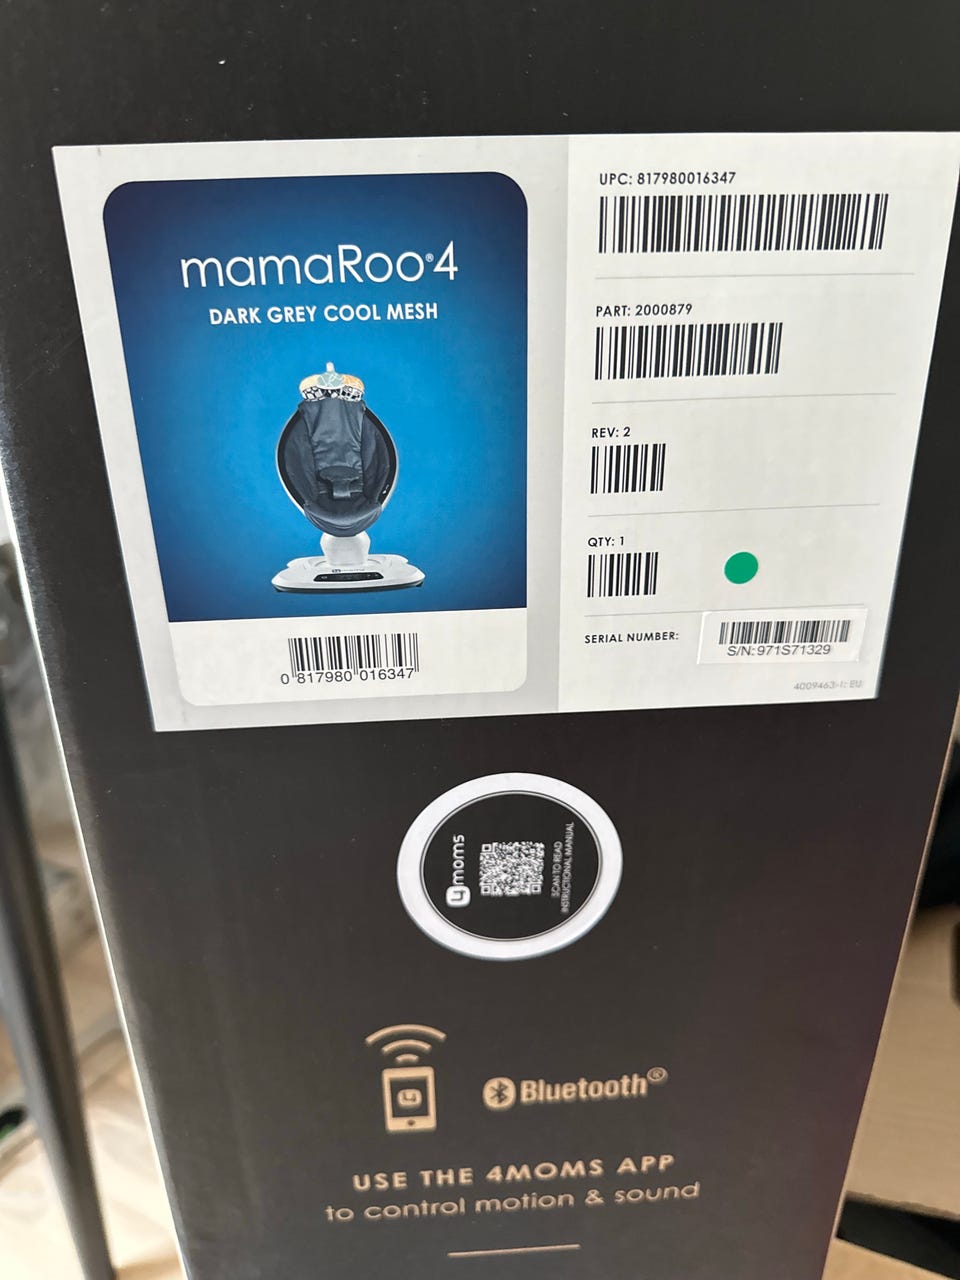 mamaRoo®4
DARK GREY COOL MESH
0 817980 016347
UPC: 817980016347
PART: 2000879
REV: 2
QTY: 1
SERIAL NUMBER:
S/N:971S71329
4009463-1: EU
4moms
SCAN TO READ
INSTRUCTIONAL MANUAL
Bluetooth®
USE THE 4MOMS APP
to control motion & sound